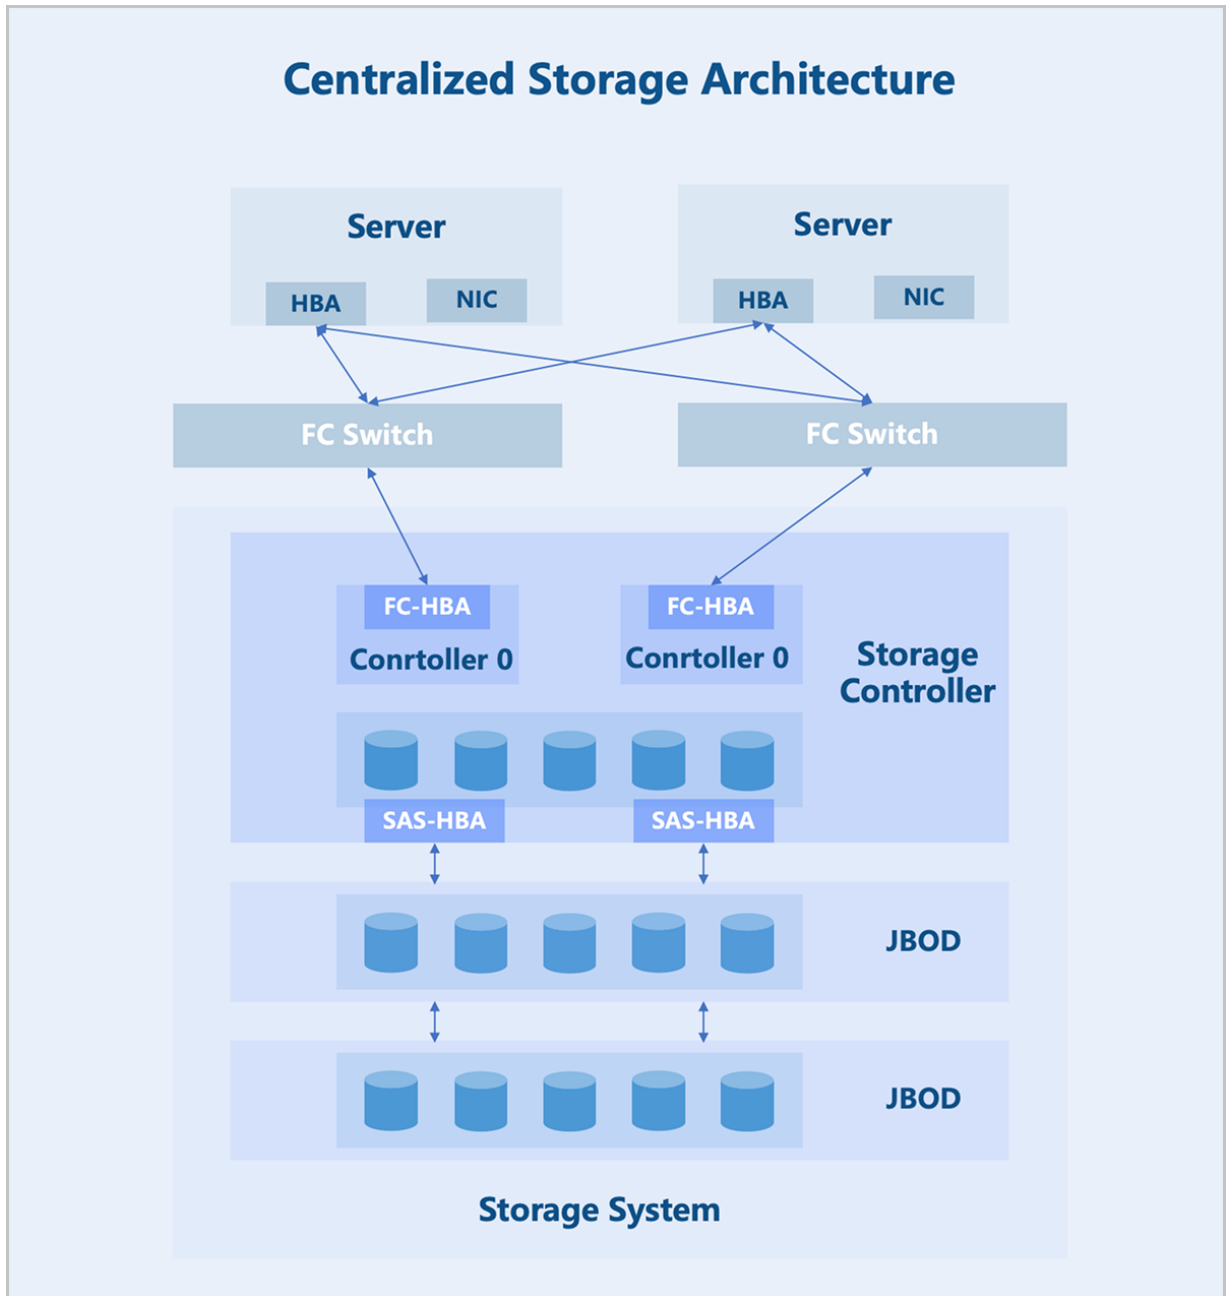 Centralized Storage Architecture
Server
Server
HBA
NIC
HBA
NIC
FC Switch
FC Switch
FC-HBA
FC-HBA
Conrtoller 0
Conrtoller 0
Storage
Controller
SAS-HBA
SAS-HBA
JBOD
JBOD
Storage System